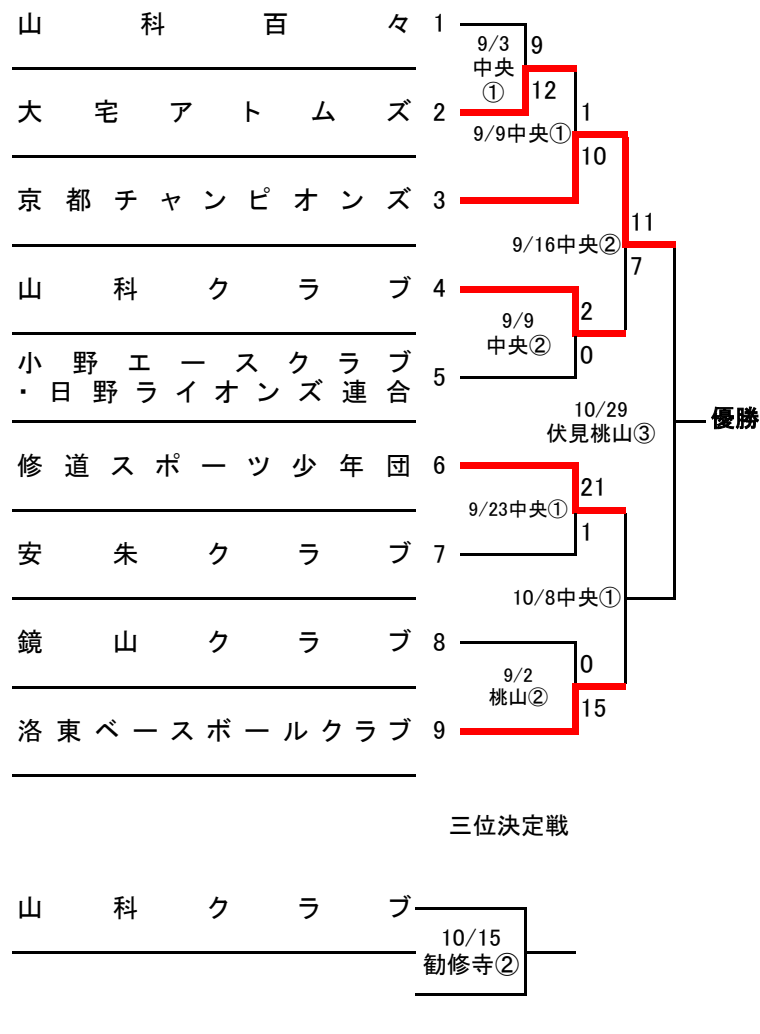 山科百々 1
9/3
中央
①
9
12
大宅アトムズ 2
9/9中央①
1
10
京都チャンピオンズ 3
9/16中央②
11
7
山科クラブ 4
9/9
中央②
2
0
小野エースクラブ
・日野ライオンズ連合 5
10/29
伏見桃山③
優勝
修道スポーツ少年団 6
9/23中央①
21
1
安朱クラブ 7
10/8中央①
鏡山クラブ 8
9/2
桃山②
0
15
洛東ベースボールクラブ 9
三位決定戦
山科クラブ
10/15
勧修寺②